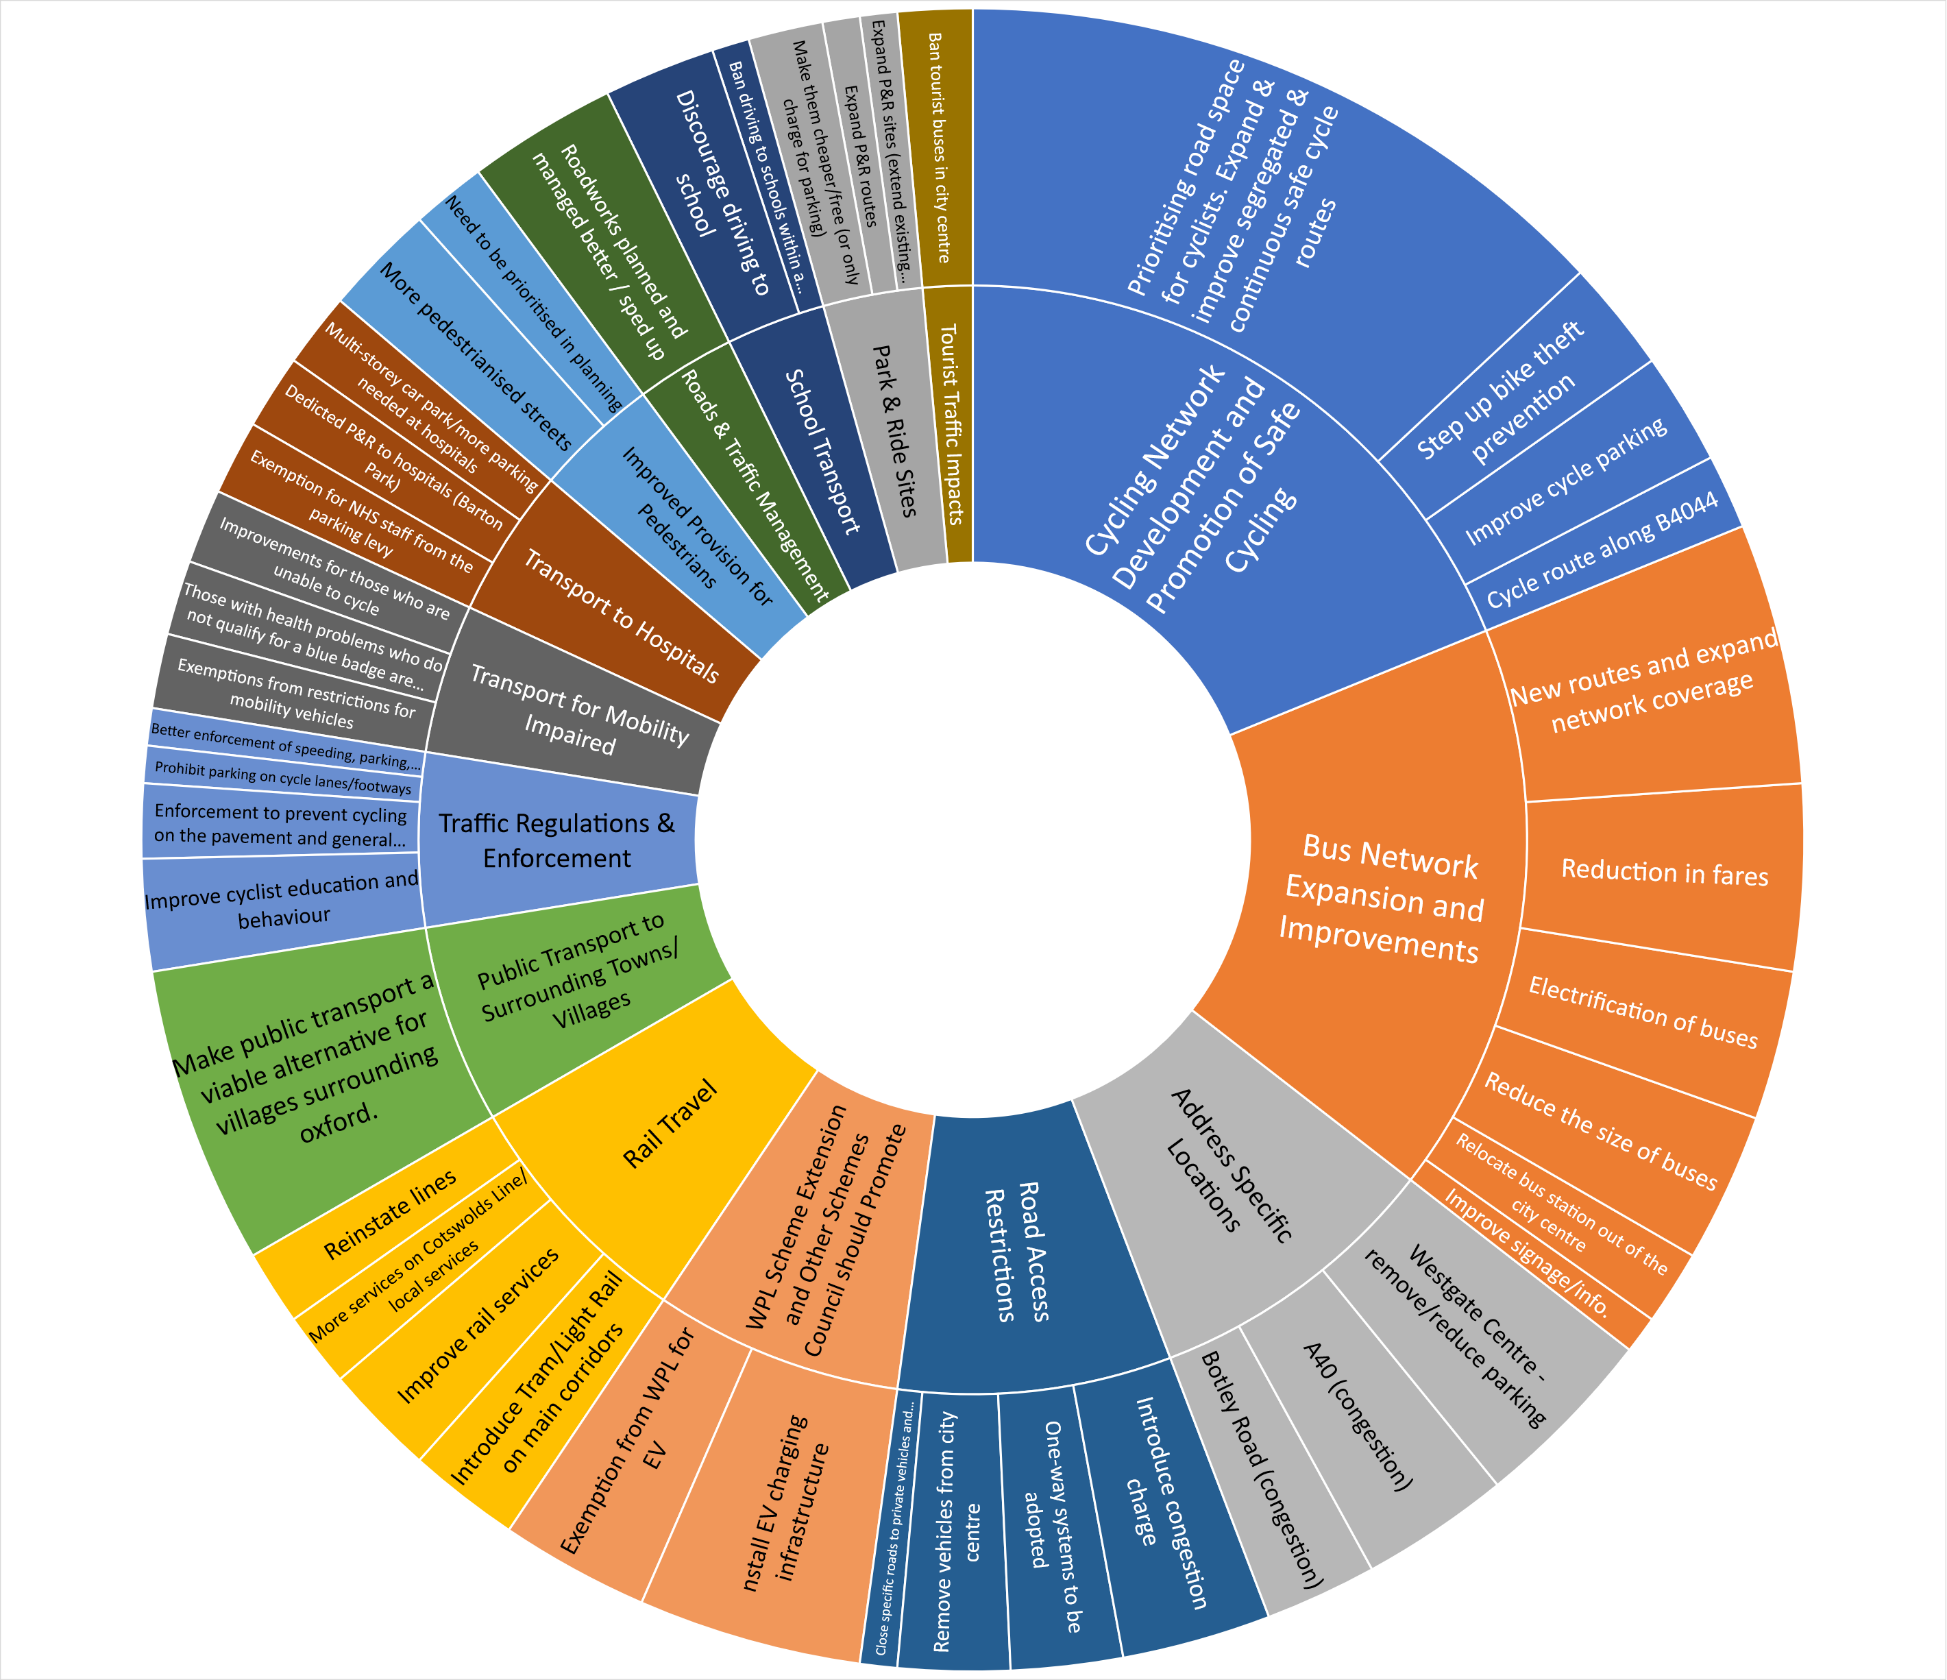 Cycling Network
Development and
Promotion of Safe
Cycling
Prioritising road space
for cyclists. Expand &
improve segregated &
continuous safe cycle
routes
Step up bike theft
prevention
Improve cycle parking
Cycle route along B4044
Bus Network
Expansion and
Improvements
New routes and expand
network coverage
Reduction in fares
Electrification of buses
Reduce the size of buses
Relocate bus station out of the
city centre
Improve signage/info.
Address Specific
Locations
Westgate Centre -
remove/reduce parking
A40 (congestion)
Botley Road (congestion)
Road Access
Restrictions
Introduce congestion
charge
One-way systems to be
adopted
Remove vehicles from city
centre
Close specific roads to private vehicles and...
WPL Scheme Extension
and Other Schemes
Council should Promote
nstall EV charging
infrastructure
Exemption from WPL for
EV
Rail Travel
Introduce Tram/Light Rail
on main corridors
Improve rail services
More services on Cotswolds Line/
local services
Reinstate lines
Public Transport to
Surrounding Towns/
Villages
Make public transport a
viable alternative for
villages surrounding
oxford.
Traffic Regulations &
Enforcement
Improve cyclist education and
behaviour
Enforcement to prevent cycling
on the pavement and general...
Prohibit parking on cycle lanes/footways
Better enforcement of speeding, parking,...
Transport for Mobility
Impaired
Exemptions from restrictions for
mobility vehicles
Those with health problems who do
not qualify for a blue badge are...
Improvements for those who are
unable to cycle
Transport to Hospitals
Exemption for NHS staff from the
parking levy
Dedicted P&R to hospitals (Barton
Park)
Multi-storey car park/more parking
needed at hospitals
Improved Provision for
Pedestrians
More pedestrianised streets
Need to be prioritised in planning
Roads & Traffic Management
Roadworks planned and
managed better / sped up
School Transport
Discourage driving to
school
Ban driving to schools within a...
Park & Ride Sites
Make them cheaper/free (or only
charge for parking)
Expand P&R routes
Expand P&R sites (extend existing...
Tourist Traffic Impacts
Ban tourist buses in city centre